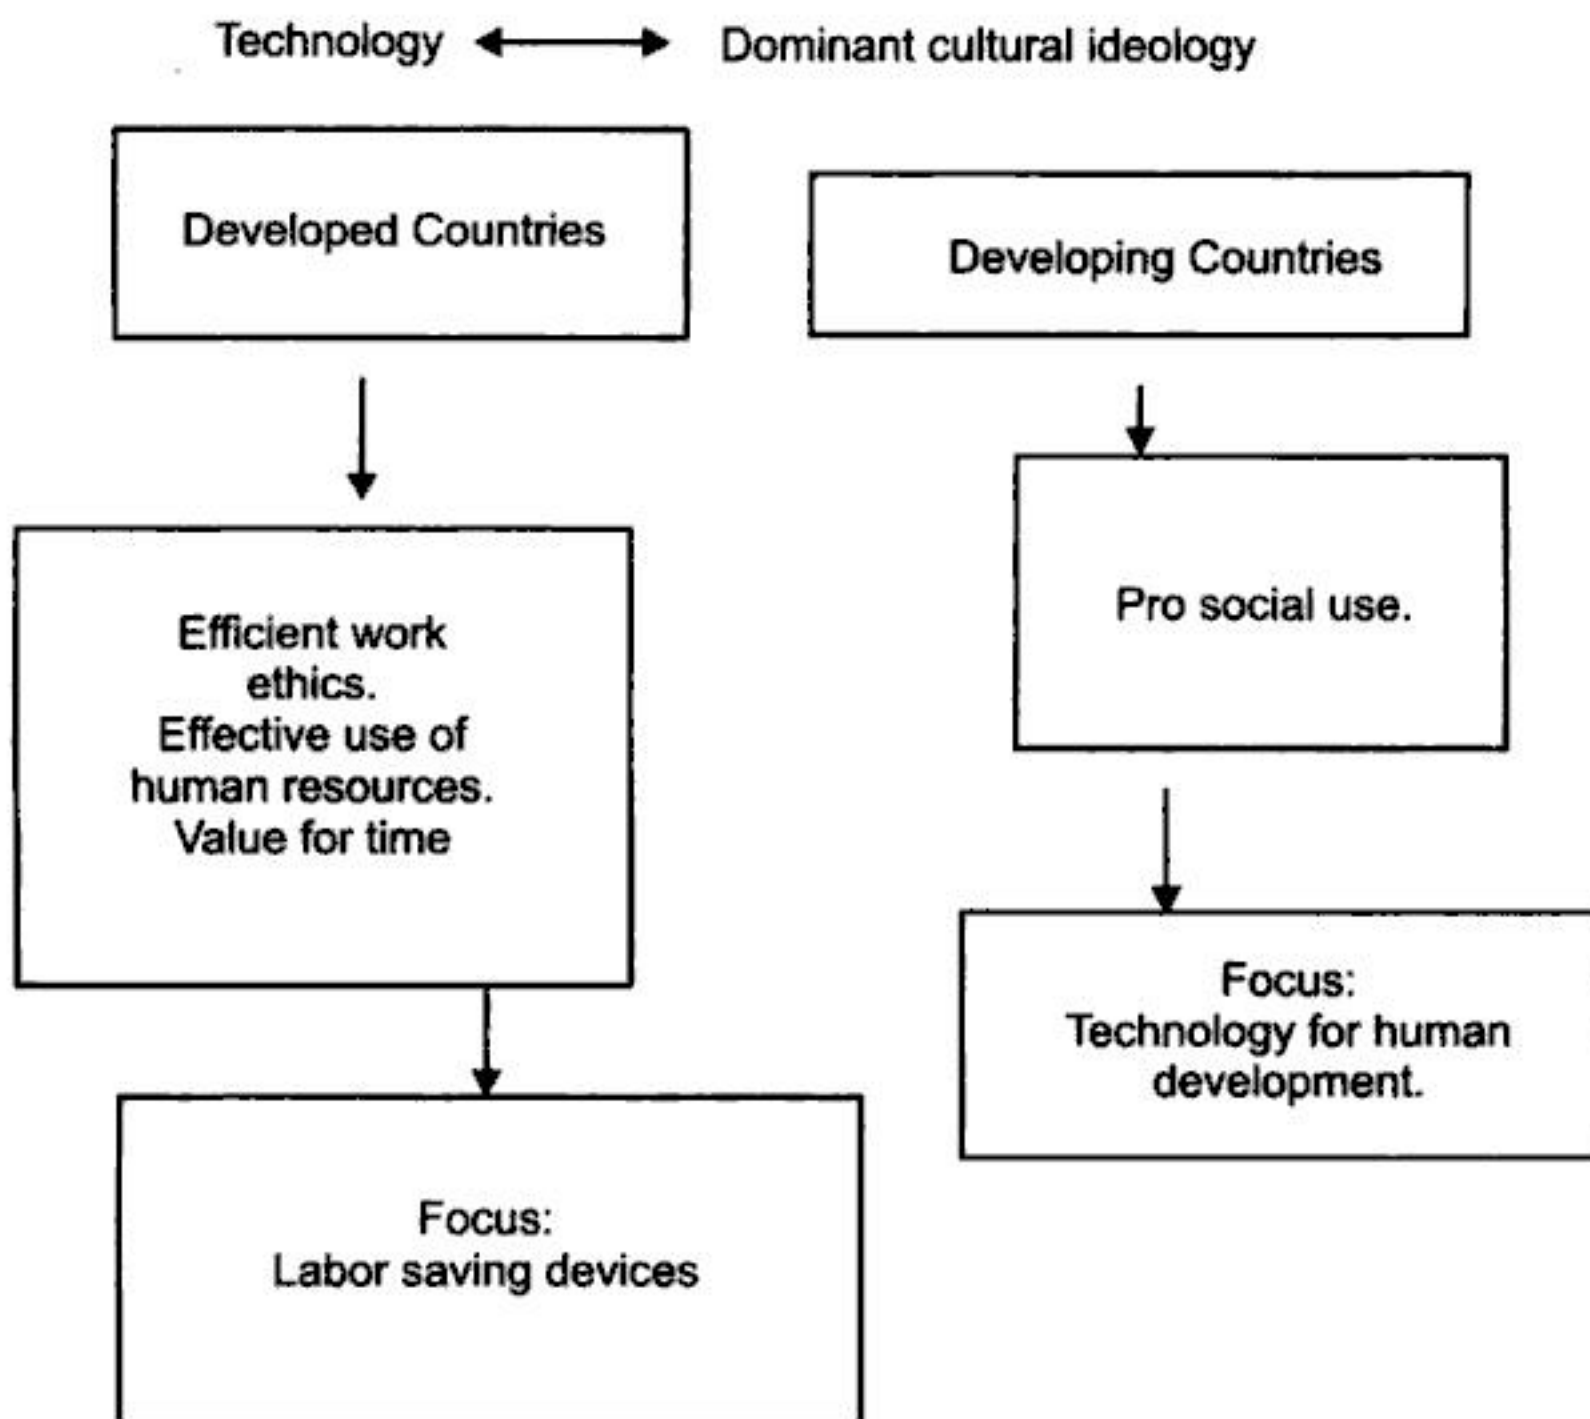 Technology Dominant cultural ideology
Developed Countries
Developing Countries
Efficient work
ethics.
Effective use of
human resources.
Value for time
Pro social use.
Focus:
Technology for human
development.
Focus:
Labor saving devices